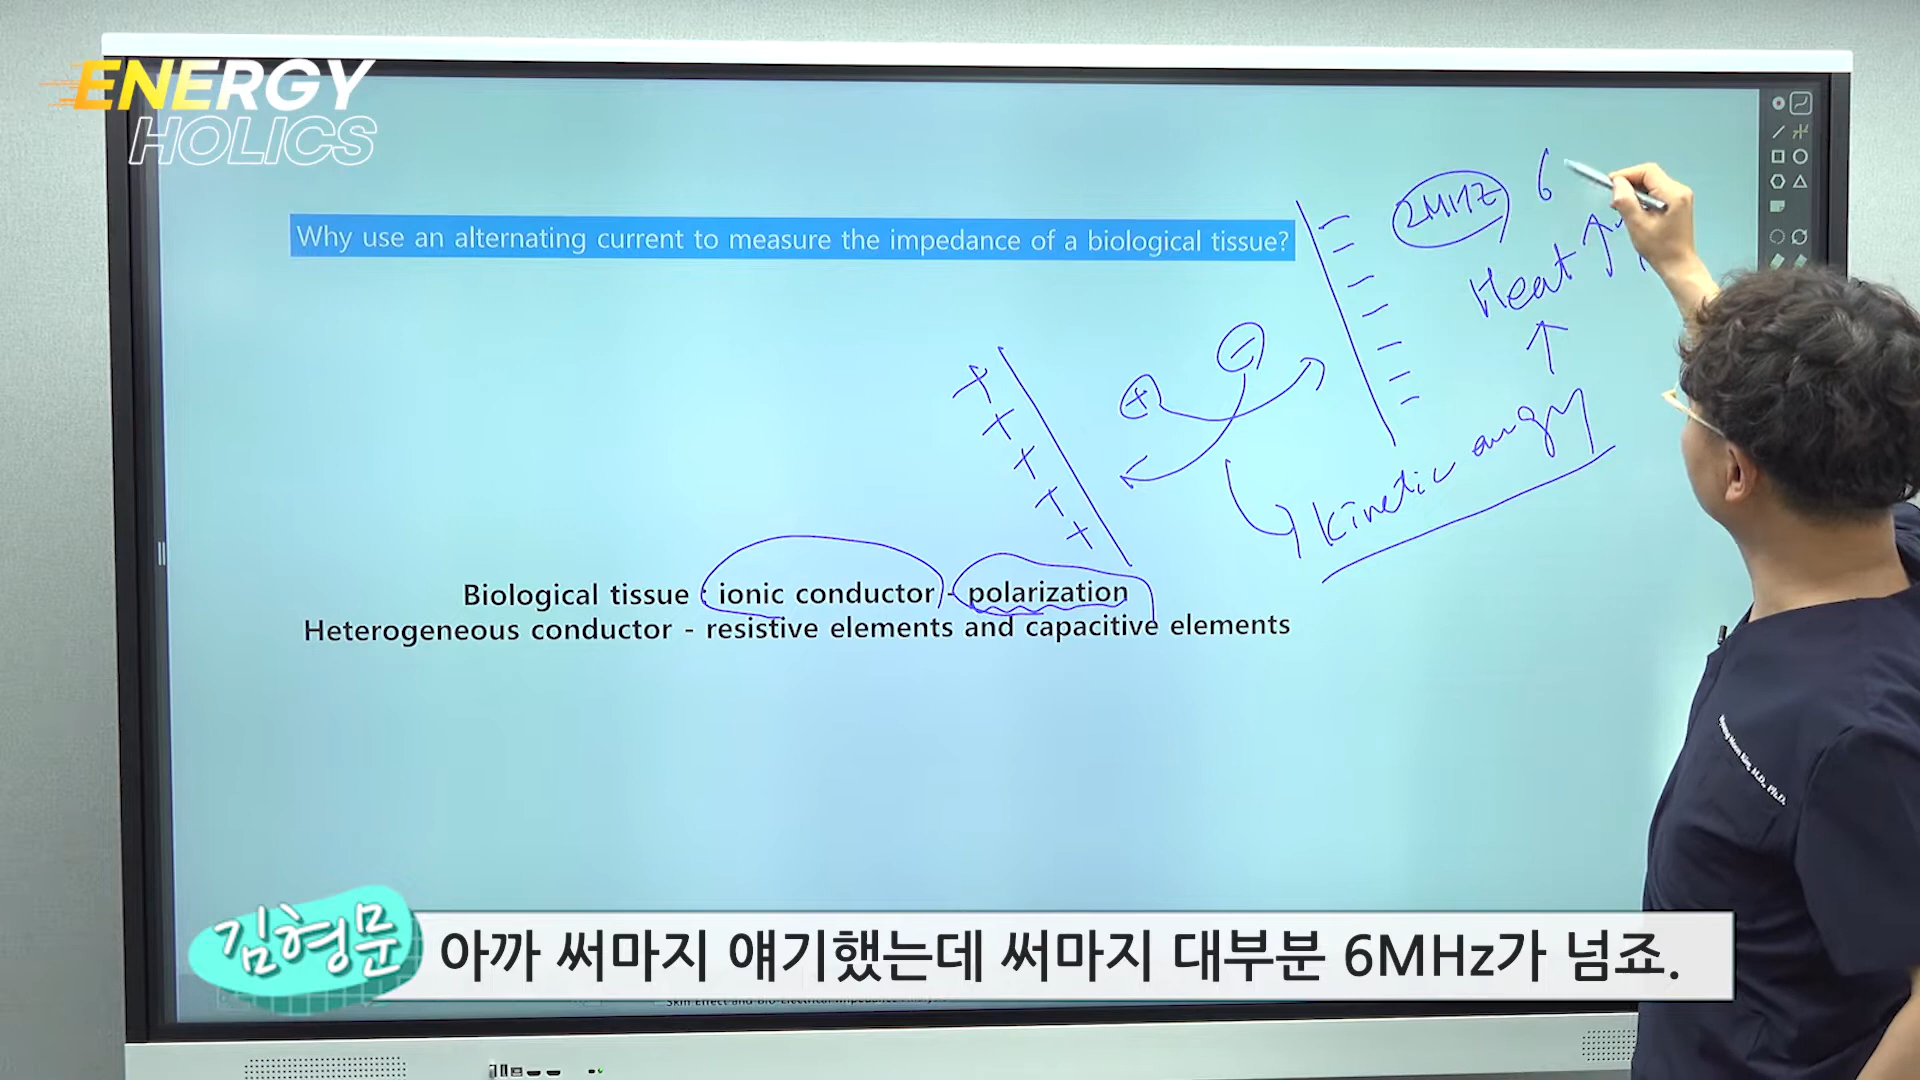 ENERGY
HOLICS
Why use an alternating current to measure the impedance of a biological tissue?
2MHZ 6
Heat
Kinetic
Biological tissue : ionic conductor - polarization
Heterogeneous conductor - resistive elements and capacitive elements
김형문
아까 써마지 얘기했는데 써마지 대부분 6MHz가 넘죠.